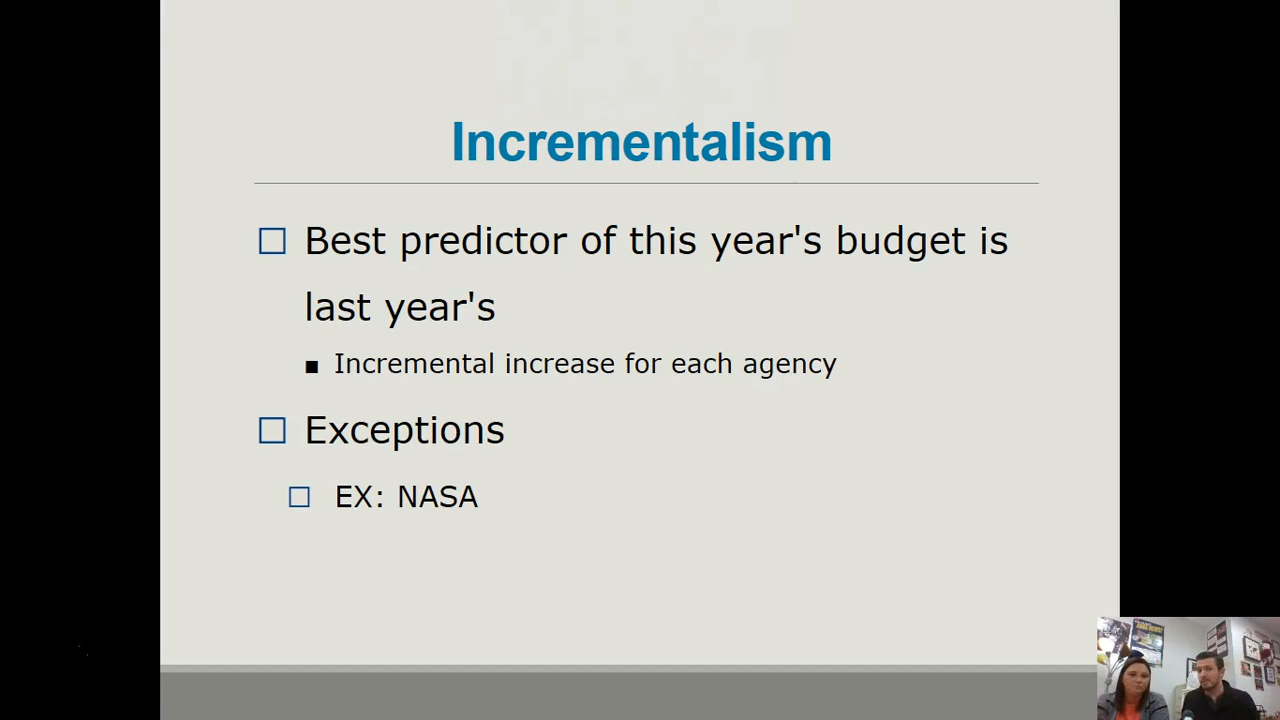 Incrementalism
Best predictor of this year's budget is
last year's
Incremental increase for each agency
Exceptions
EX: NASA